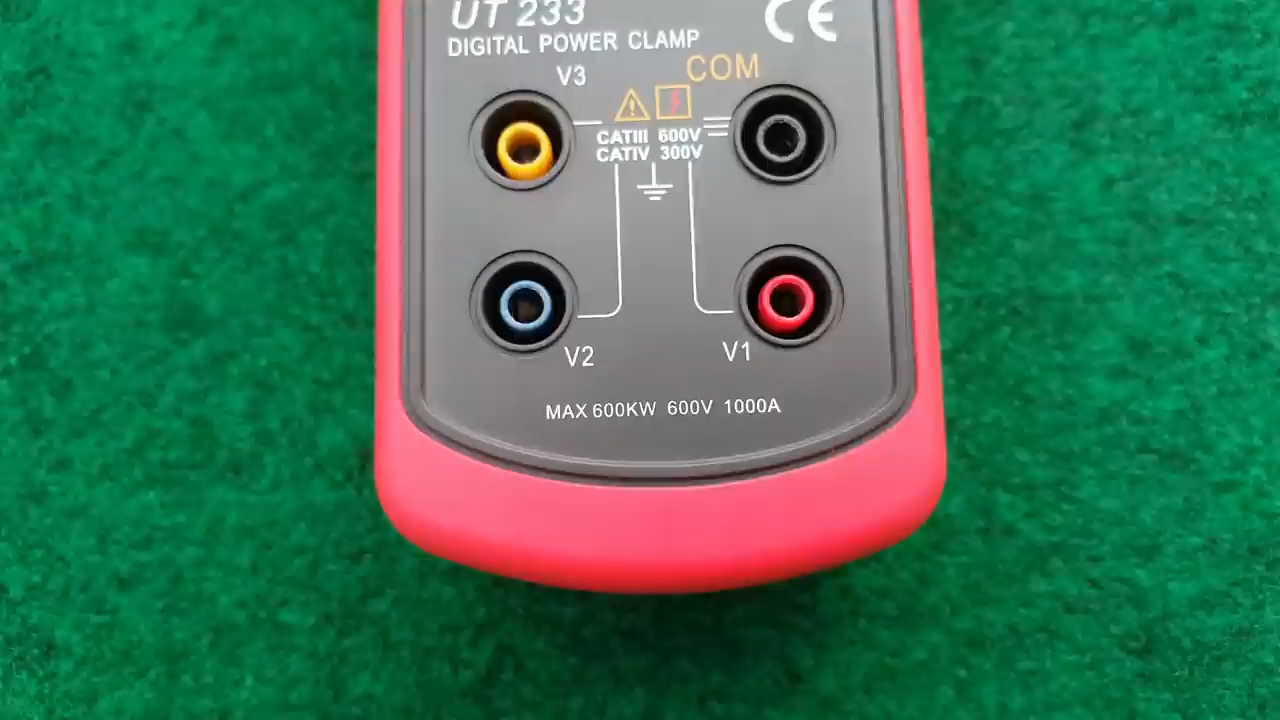 UT 233
CE
DIGITAL POWER CLAMP
V3
COM
CATIII 600V
CATIV 300V
V2
V1
MAX 600KW 600V 1000A